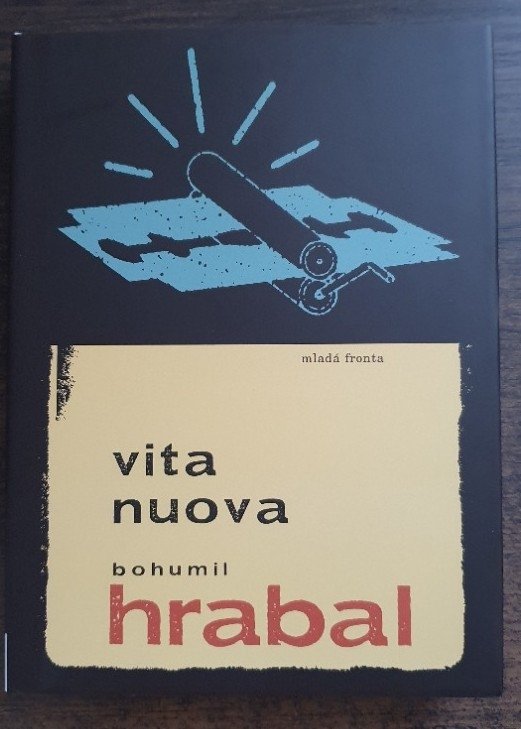 mladá fronta
vita
nuova
bohumil
hrabal